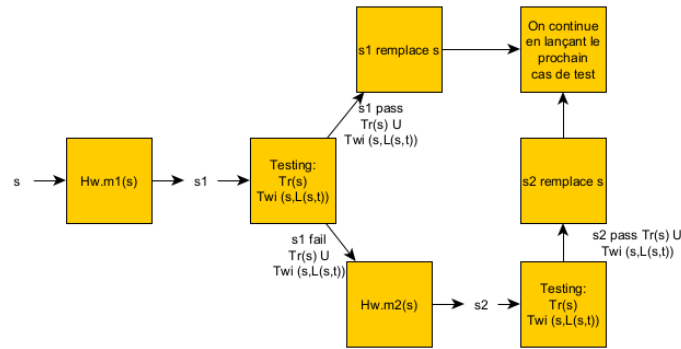 s
Hw.m1(s)
s1
Testing:
Tr(s)
Twi (s,L(s,t))
s1 pass
Tr(s) U
Twi (s,L(s,t))
s1 remplace s
On continue
en lançant le
prochain
cas de test
s1 fail
Tr(s) U
Twi (s,L(s,t))
Hw.m2(s)
s2
Testing:
Tr(s)
Twi (s,L(s,t))
s2 pass Tr(s) U
Twi (s,L(s,t))
s2 remplace s